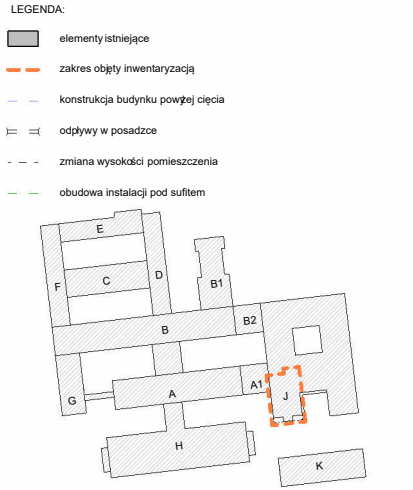 LEGENDA:
elementy istniejące
zakres objęty inwentaryzacją
konstrukcja budynku powyżej cięcia
odpływy w posadzce
zmiana wysokości pomieszczenia
obudowa instalacji pod sufitem
E
F
C
D
B1
B
B2
G
A
A1
J
H
K